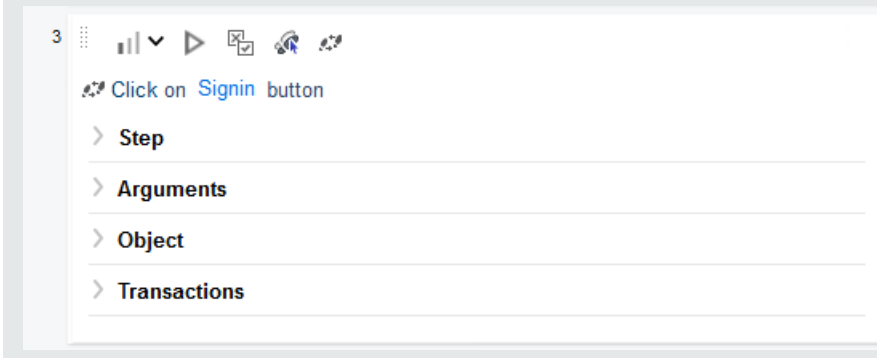 3
Click on Signin button
Step
Arguments
Object
Transactions